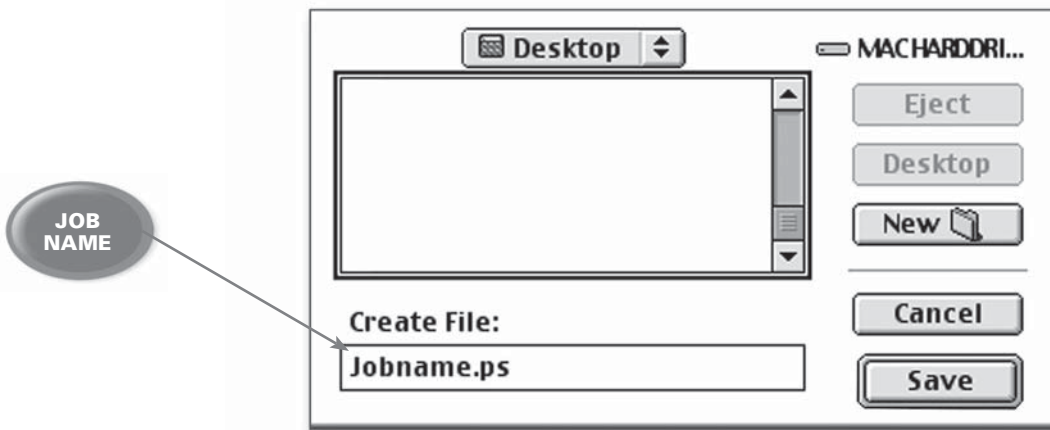 Desktop
MACHARDDRI...
Eject
Desktop
New
JOB
NAME
Create File:
Jobname.ps
Cancel
Save